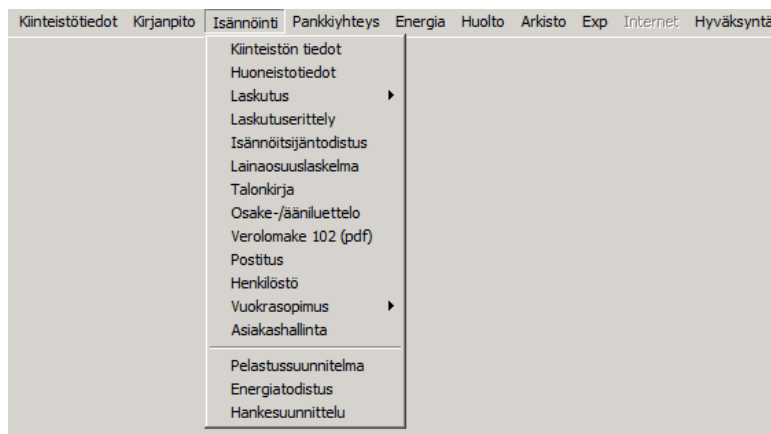 Kiinteistötiedot Kirjanpito Isännöinti Pankkiyhteys Energia Huolto Arkisto Exp Internet Hyväksyntä
Kiinteistön tiedot
Huoneistotiedot
Laskutus
Laskutuserittely
Isännöitsijäntodistus
Lainaosuuslaskelma
Talonkirja
Osake-/ääniluettelo
Verolomake 102 (pdf)
Postitus
Henkilöstö
Vuokrasopimus
Asiakashallinta
Pelastussuunnitelma
Energiatodistus
Hankesuunnittelu